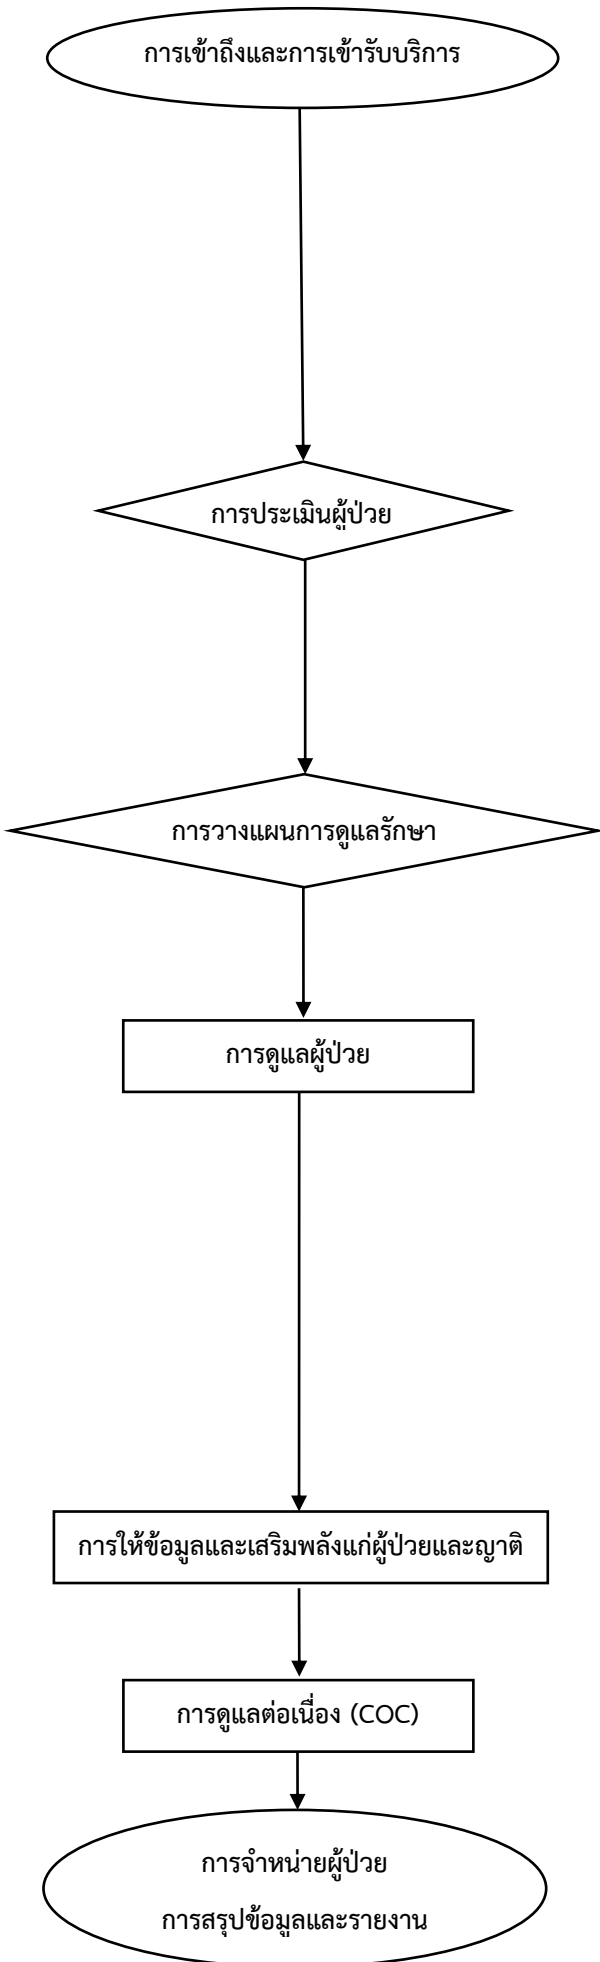 การเข้าถึงและการเข้ารับบริการ
การประเมินผู้ป่วย
การวางแผนการดูแลรักษา
การดูแลผู้ป่วย
การให้ข้อมูลและเสริมพลังแก่ผู้ป่วยและญาติ
การดูแลต่อเนื่อง (COC)
การจำหน่ายผู้ป่วย
การสรุปข้อมูลและรายงาน